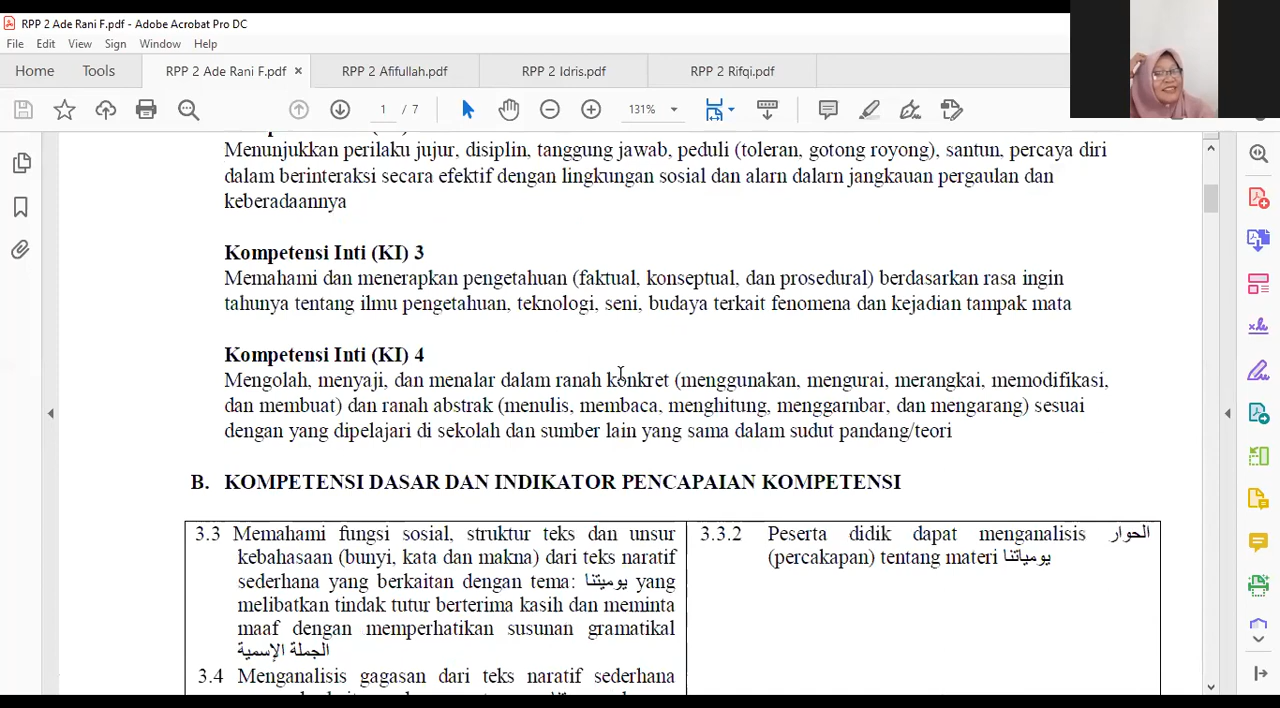 RPP 2 Ade Rani F.pdf - Adobe Acrobat Pro DC
File Edit View Sign Window Help
Home Tools RPP 2 Ade Rani F.pdf × RPP 2 Afifullah.pdf RPP 2 Idris.pdf RPP 2 Rifqi.pdf
1 / 7 131%
Menunjukkan perilaku jujur, disiplin, tanggung jawab, peduli (toleran, gotong royong), santun, percaya diri
dalam berinteraksi secara efektif dengan lingkungan sosial dan alarn dalarn jangkauan pergaulan dan
keberadaannya
Kompetensi Inti (KI) 3
Memahami dan menerapkan pengetahuan (faktual, konseptual, dan prosedural) berdasarkan rasa ingin
tahunya tentang ilmu pengetahuan, teknologi, seni, budaya terkait fenomena dan kejadian tampak mata
Kompetensi Inti (KI) 4
Mengolah, menyaji, dan menalar dalam ranah konkret (menggunakan, mengurai, merangkai, memodifikasi,
dan membuat) dan ranah abstrak (menulis, membaca, menghitung, menggarnbar, dan mengarang) sesuai
dengan yang dipelajari di sekolah dan sumber lain yang sama dalam sudut pandang/teori
B. KOMPETENSI DASAR DAN INDIKATOR PENCAPAIAN KOMPETENSI
3.3 Memahami fungsi sosial, struktur teks dan unsur
kebahasaan (bunyi, kata dan makna) dari teks naratif
sederhana yang berkaitan dengan tema: يوميتنا yang
melibatkan tindak tutur berterima kasih dan meminta
maaf dengan memperhatikan susunan gramatikal
الجملة الإسمية
3.4 Menganalisis gagasan dari teks naratif sederhana
3.3.2 Peserta didik dapat menganalisis الحوار
(percakapan) tentang materi يومياتنا